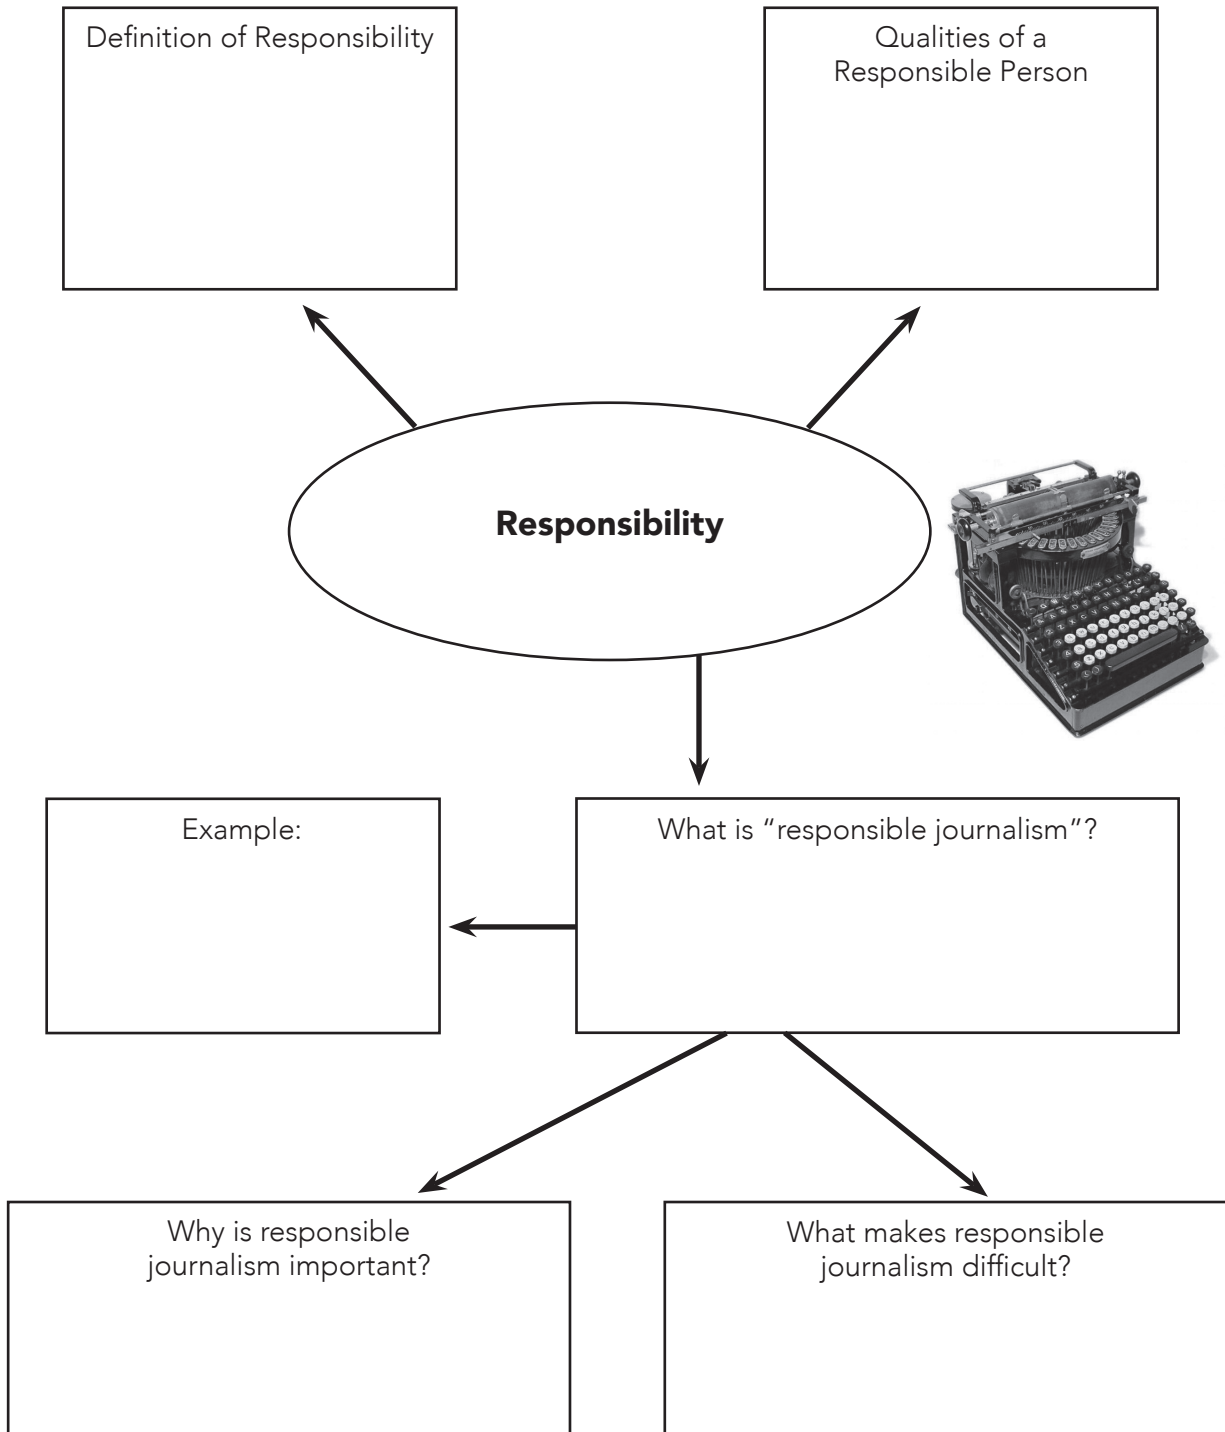 Definition of Responsibility
Qualities of a
Responsible Person
Responsibility
Example:
What is “responsible journalism”?
Why is responsible
journalism important?
What makes responsible
journalism difficult?